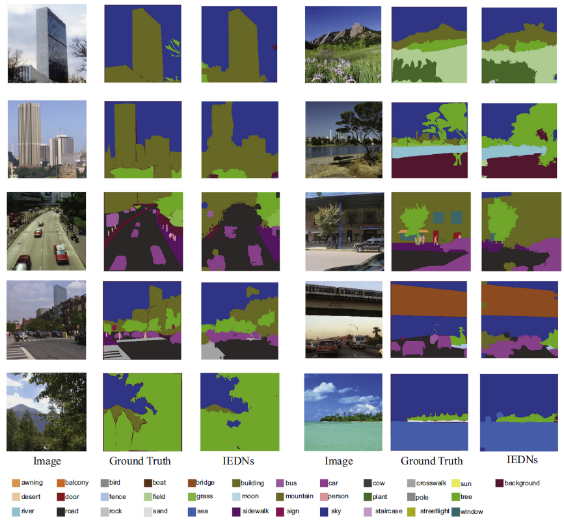 Image Ground Truth IEDNs Image Ground Truth IEDNs
awning balcony bird boat bridge building bus car cow crosswalk sun background
desert door fence field grass moon mountain person plant polo tree
river road rock sand sea sidewalk sign sky staircase streetlight window